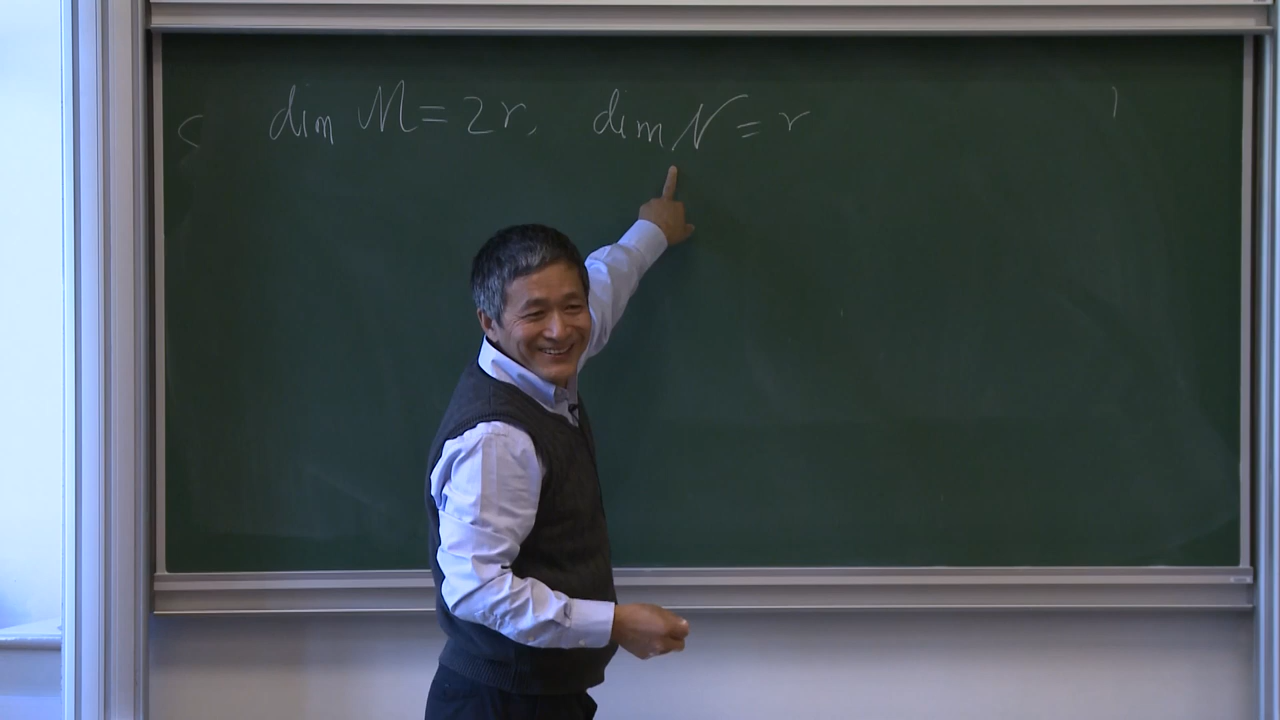 dim M = 2r, dim N = r